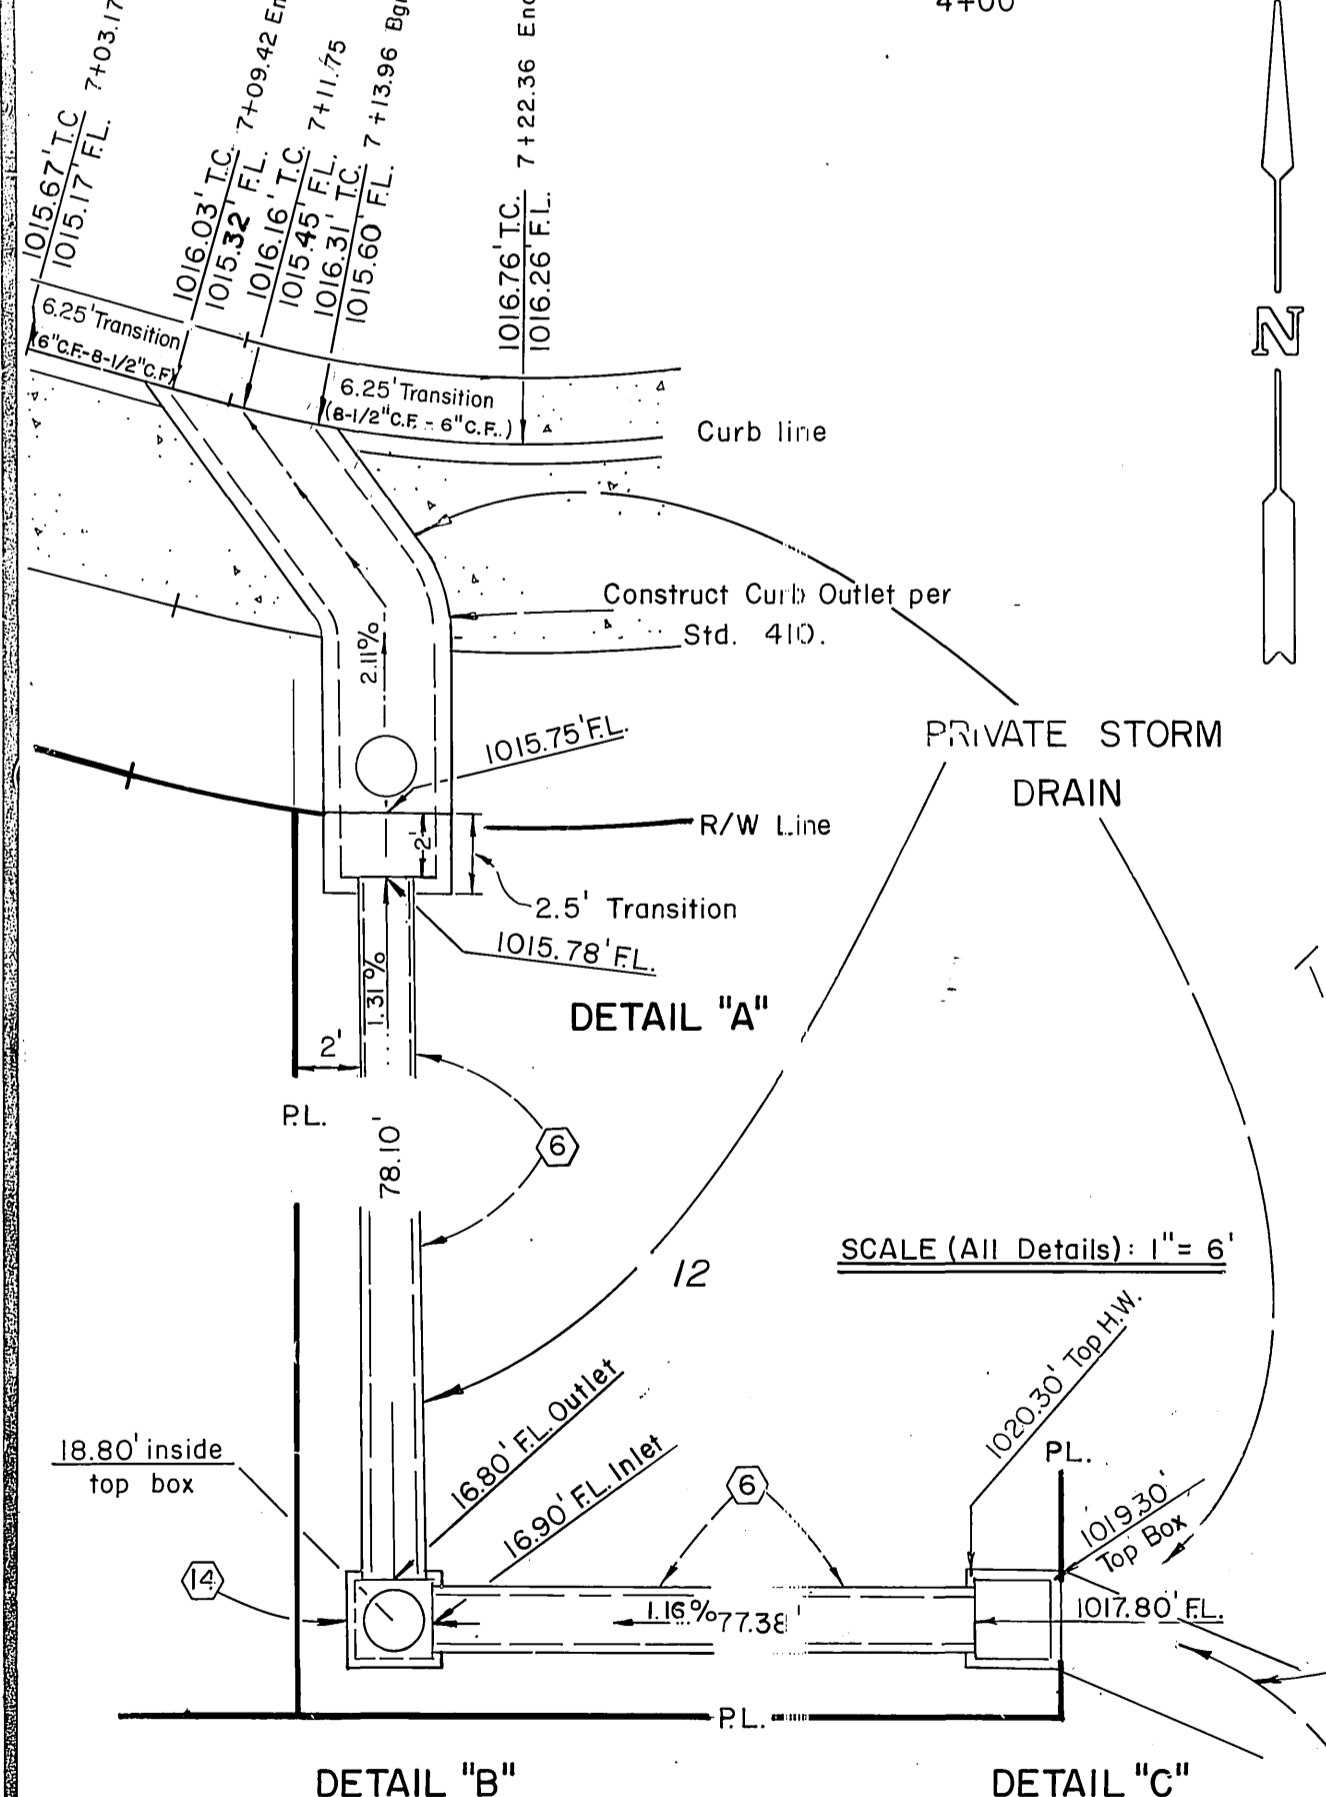 4+00
1015.67' T.C. 7+03.17
1015.17' F.L.
1016.03' T.C. 7+09.42
1015.32' F.L.
1016.16' T.C. 7+11.75
1015.45' F.L.
1016.31' T.C. 7+13.96
1015.60' F.L.
1016.76' T.C. 7+22.36
1016.26' F.L.
6.25' Transition
(6"C.F.-8-1/2"C.F)
6.25' Transition
(8-1/2"C.F. - 6"C.F..)
N
Curb line
Construct Curb Outlet per
Std. 410.
2.11%
PRIVATE STORM
DRAIN
1015.75' F.L.
R/W Line
2'
2.5' Transition
1015.78' F.L.
1.31%
DETAIL "A"
2'
P.L.
78.10'
6
SCALE (All Details): 1" = 6'
12
1020.30' Top H.W.
16.80' F.L. Outlet
18.80' inside
top box
16.90' F.L. Inlet
P.L.
6
1019.30'
Top Box
14
1.16% 77.38'
1017.80' F.L.
P.L.
DETAIL "B"
DETAIL "C"